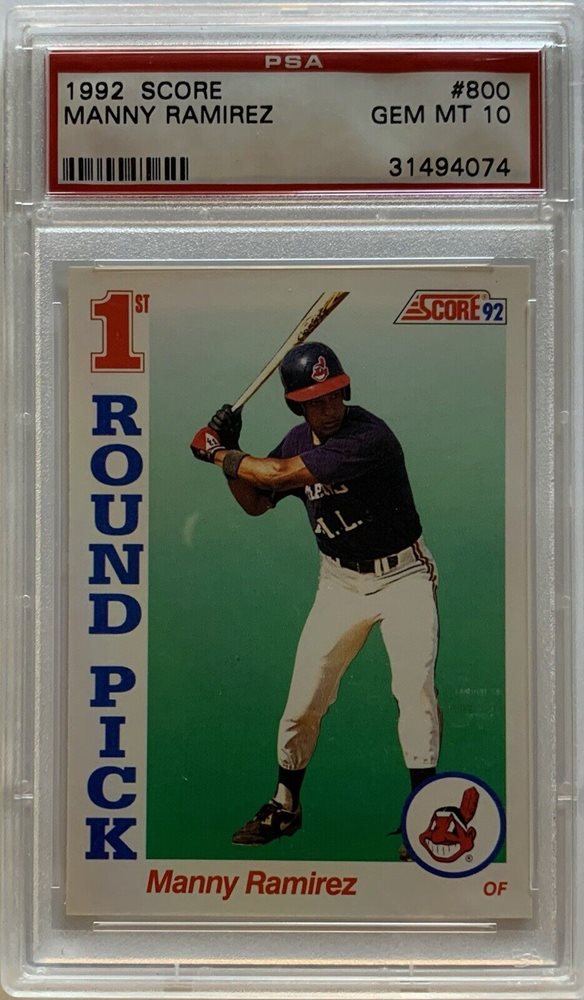 PSA
1992 SCORE #800
MANNY RAMIREZ GEM MT 10
31494074
1ST
ROUND PICK
SCORE® 92
Manny Ramirez
OF